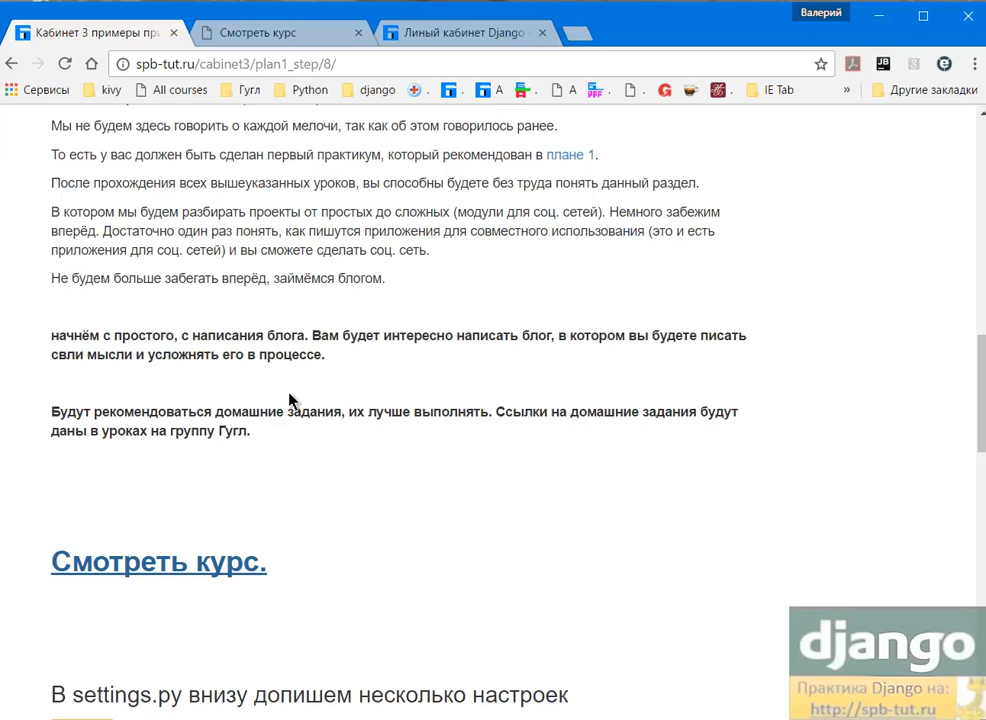 Валерий
Кабинет 3 примеры при
Смотреть курс
Линый кабинет Django
spb-tut.ru/cabinet3/plan1_step/8/
Сервисы
kivy
All courses
Гугл
Python
django
A
A
IE Tab
»
Другие закладки
Мы не будем здесь говорить о каждой мелочи, так как об этом говорилось ранее.
То есть у вас должен быть сделан первый практикум, который рекомендован в плане 1.
После прохождения всех вышеуказанных уроков, вы способны будете без труда понять данный раздел.
В котором мы будем разбирать проекты от простых до сложных (модули для соц. сетей). Немного забежим
вперёд. Достаточно один раз понять, как пишутся приложения для совместного использования (это и есть
приложения для соц. сетей) и вы сможете сделать соц. сеть.
Не будем больше забегать вперёд, займёмся блогом.
начнём с простого, с написания блога. Вам будет интересно написать блог, в котором вы будете писать
свли мысли и усложнять его в процессе.
Будут рекомендоваться домашние задания, их лучше выполнять. Ссылки на домашние задания будут
даны в уроках на группу Гугл.
Смотреть курс.
В settings.py внизу допишем несколько настроек
django
Практика Django на:
http://spb-tut.ru